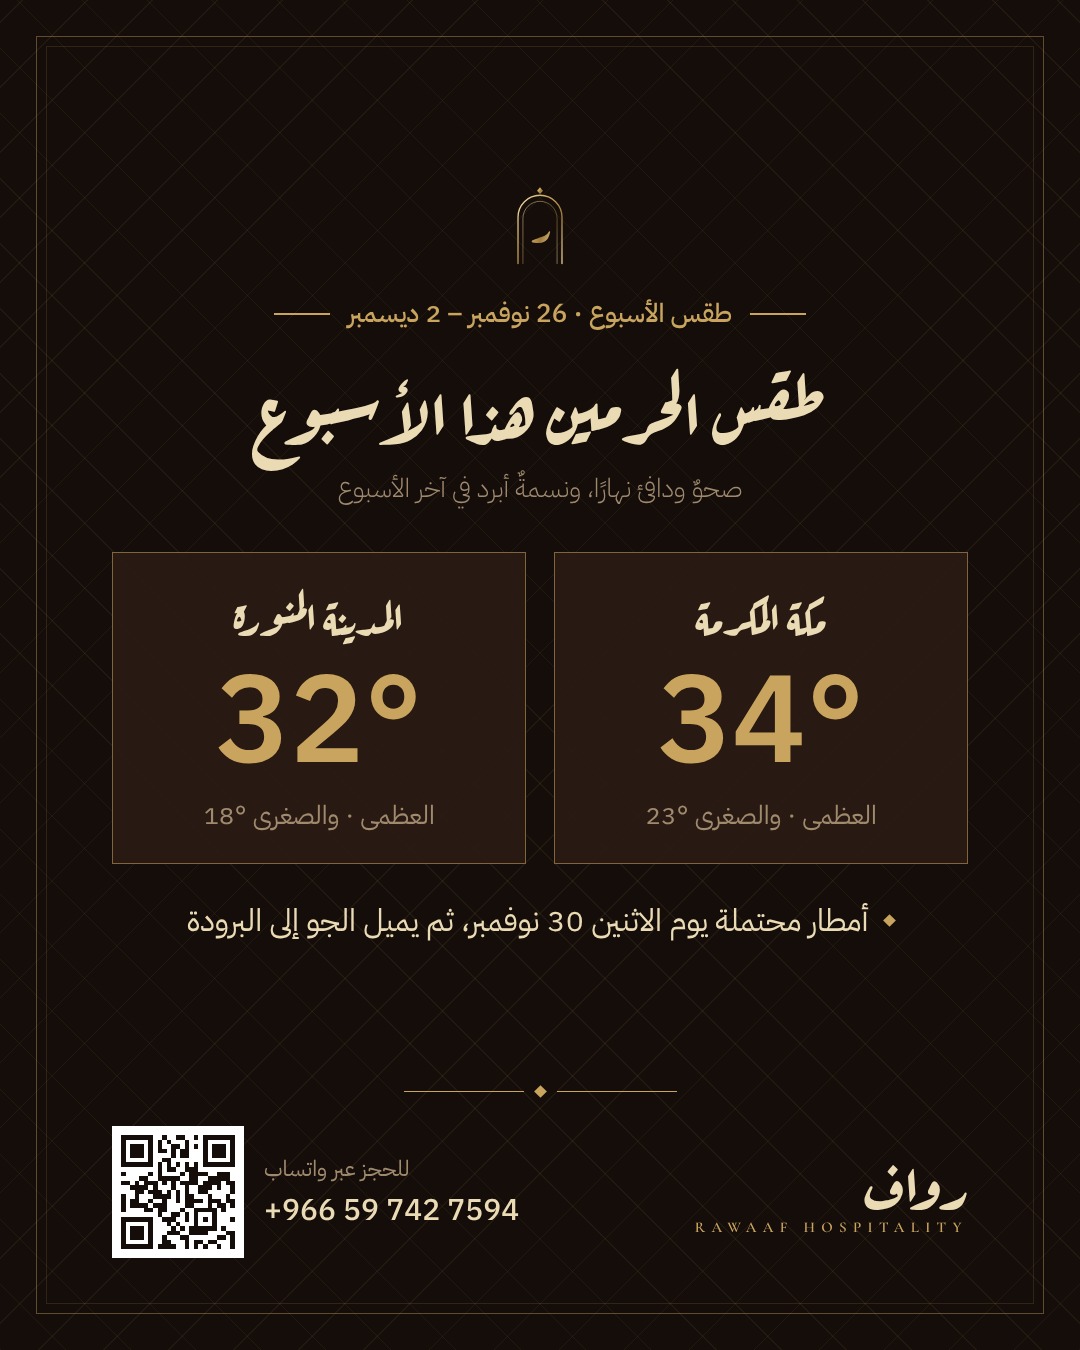 ر
طقس الأسبوع · 26 نوفمبر – 2 ديسمبر
طقس الحرمين هذا الأسبوع
صحوٌ ودافئ نهارًا، ونسمةٌ أبرد في آخر الأسبوع
مكة المكرمة
34°
العظمى · والصغرى 23°
المدينة المنورة
32°
العظمى · والصغرى 18°
أمطار محتملة يوم الاثنين 30 نوفمبر، ثم يميل الجو إلى البرودة
رواف
RAWAAF HOSPITALITY
للحجز عبر واتساب
+966 59 742 7594